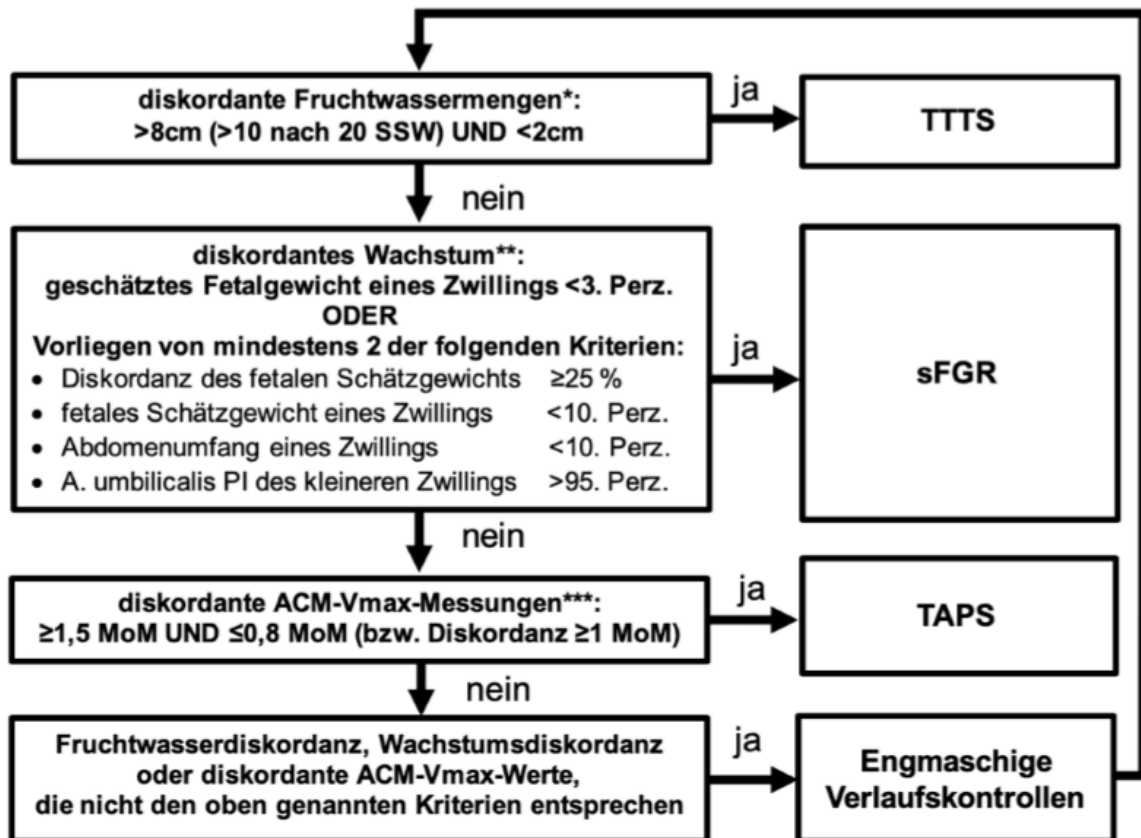 diskordante Fruchtwassermengen*:
>8cm (>10 nach 20 SSW) UND <2cm
ja
TTTS
nein
diskordantes Wachstum**:
geschätztes Fetalgewicht eines Zwillings <3. Perz.
ODER
Vorliegen von mindestens 2 der folgenden Kriterien:
• Diskordanz des fetalen Schätzgewichts ≥25 %
• fetales Schätzgewicht eines Zwillings <10. Perz.
• Abdomenumfang eines Zwillings <10. Perz.
• A. umbilicalis PI des kleineren Zwillings >95. Perz.
ja
sFGR
nein
diskordante ACM-Vmax-Messungen***:
≥1,5 MoM UND ≤0,8 MoM (bzw. Diskordanz ≥1 MoM)
ja
TAPS
nein
Fruchtwasserdiskordanz, Wachstumsdiskordanz
oder diskordante ACM-Vmax-Werte,
die nicht den oben genannten Kriterien entsprechen
ja
Engmaschige
Verlaufskontrollen